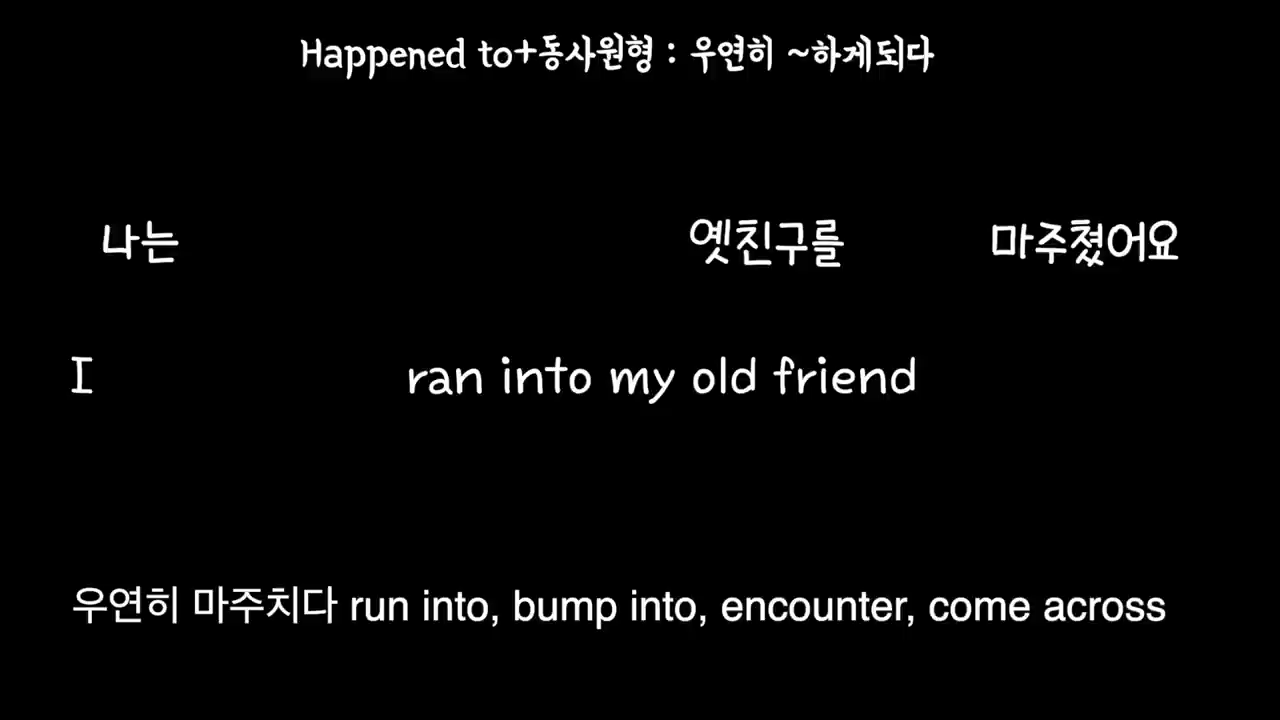 Happened to+동사원형 : 우연히 ~하게되다
나는 옛친구를 마주쳤어요
I ran into my old friend
우연히 마주치다 run into, bump into, encounter, come across